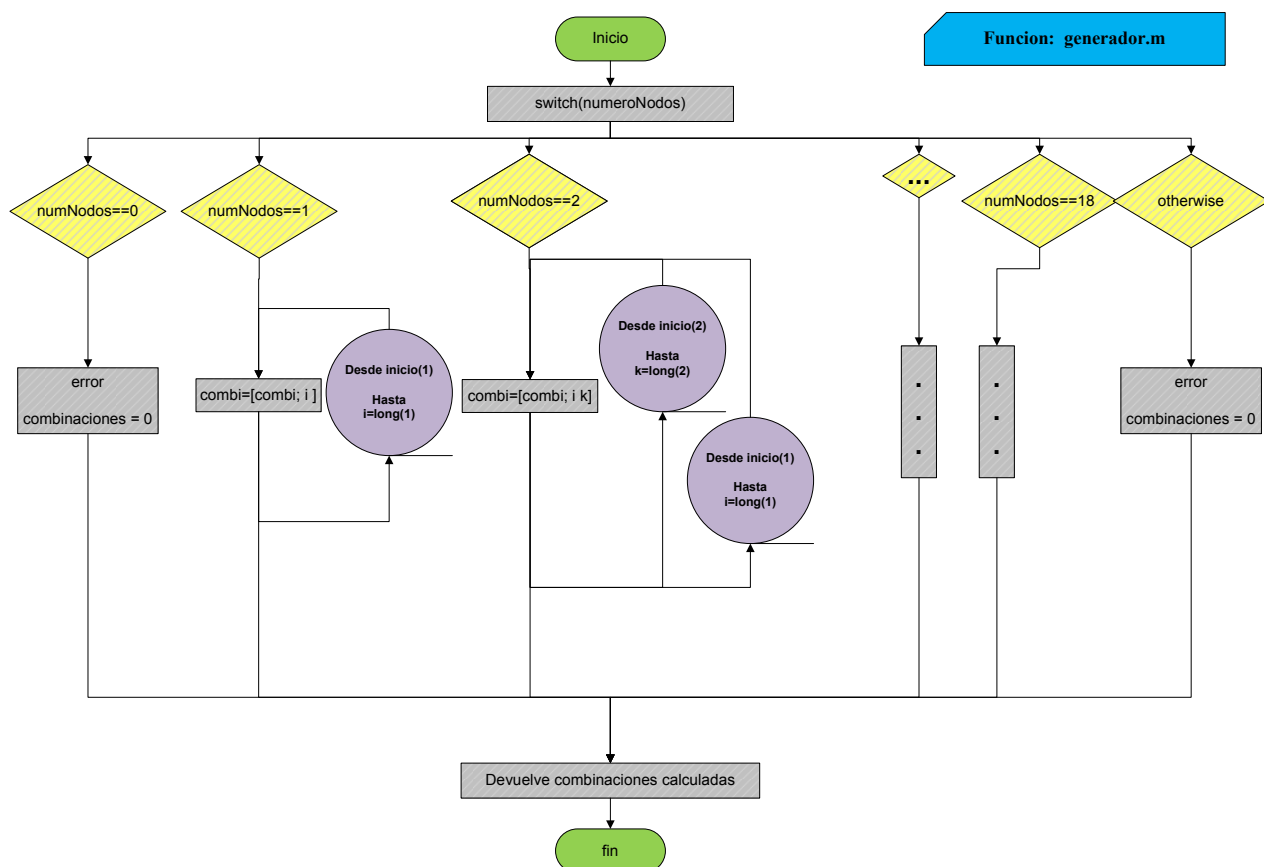 Inicio
Funcion: generador.m
switch(numeroNodos)
numNodos==0
numNodos==1
numNodos==2
...
numNodos==18
otherwise
error
combinaciones = 0
combi=[combi; i ]
Desde inicio(1)
Hasta
i=long(1)
combi=[combi; i k]
Desde inicio(2)
Hasta
k=long(2)
Desde inicio(1)
Hasta
i=long(1)
.
.
.
.
.
.
error
combinaciones = 0
Devuelve combinaciones calculadas
fin